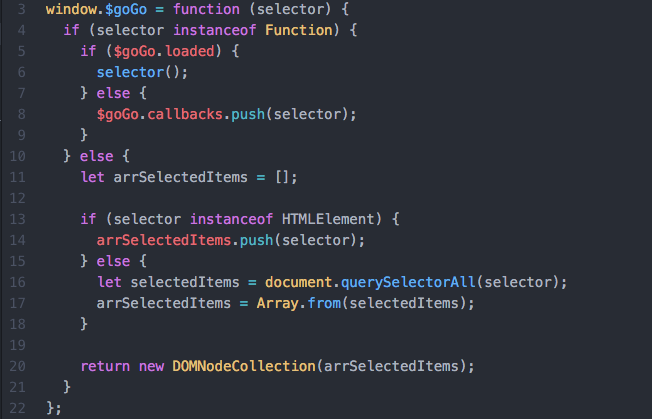 3 window.$goGo = function (selector) {
4   if (selector instanceof Function) {
5     if ($goGo.loaded) {
6       selector();
7     } else {
8       $goGo.callbacks.push(selector);
9     }
10   } else {
11     let arrSelectedItems = [];
12
13     if (selector instanceof HTMLElement) {
14       arrSelectedItems.push(selector);
15     } else {
16       let selectedItems = document.querySelectorAll(selector);
17       arrSelectedItems = Array.from(selectedItems);
18     }
19
20     return new DOMNodeCollection(arrSelectedItems);
21   }
22 };